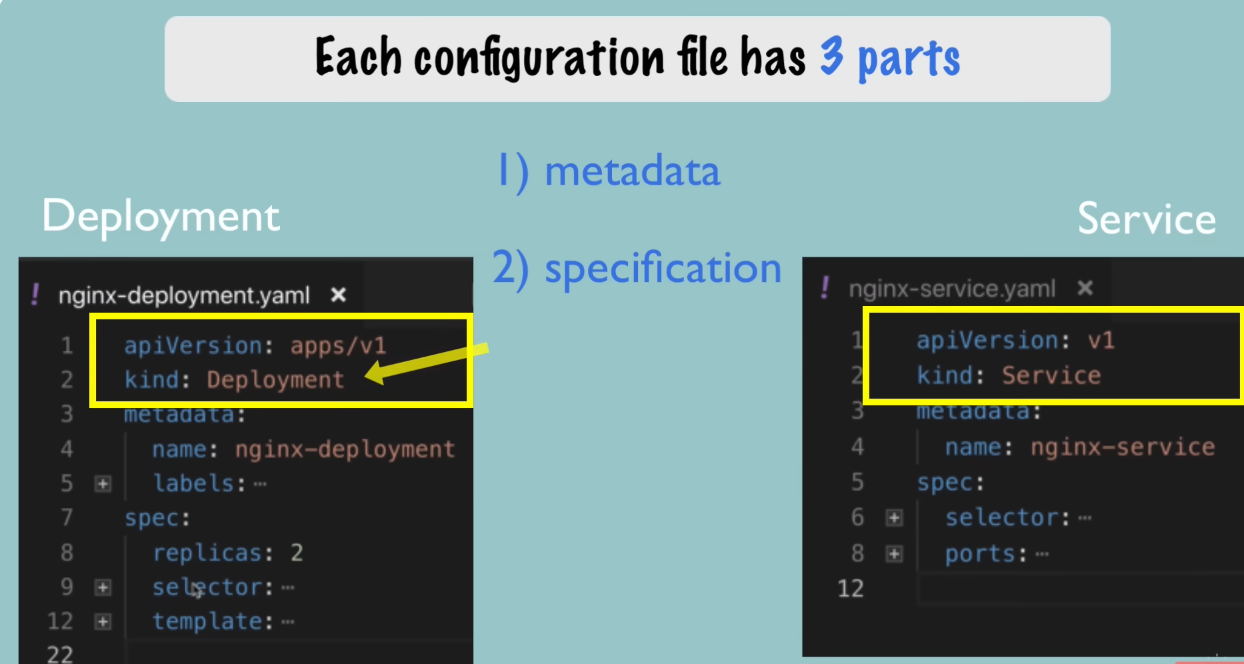 Each configuration file has 3 parts
1) metadata
2) specification
Deployment
! nginx-deployment.yaml ×
1 apiVersion: apps/v1
2 kind: Deployment
3 metadata:
4 name: nginx-deployment
5 labels: …
7 spec:
8 replicas: 2
9 selector: …
12 template: …
22
Service
! nginx-service.yaml ×
1 apiVersion: v1
2 kind: Service
3 metadata:
4 name: nginx-service
5 spec:
6 selector: …
8 ports: …
12